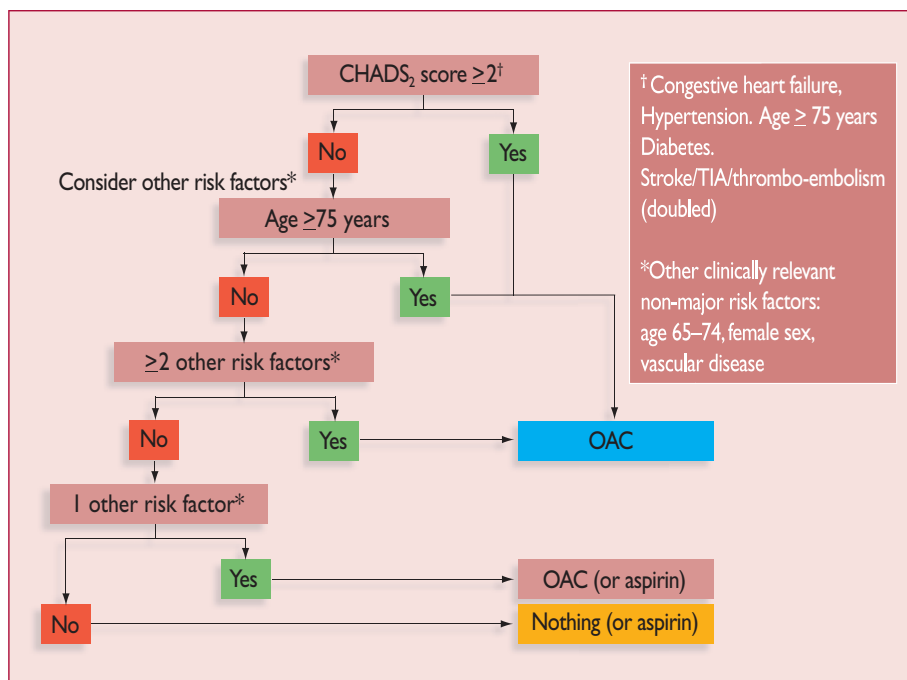 CHADS₂ score ≥2†
No
Yes
Consider other risk factors*
Age ≥75 years
No
Yes
≥2 other risk factors*
No
Yes
OAC
1 other risk factor*
Yes
OAC (or aspirin)
No
Nothing (or aspirin)
† Congestive heart failure,
Hypertension. Age ≥ 75 years
Diabetes.
Stroke/TIA/thrombo-embolism
(doubled)
*Other clinically relevant
non-major risk factors:
age 65–74, female sex,
vascular disease